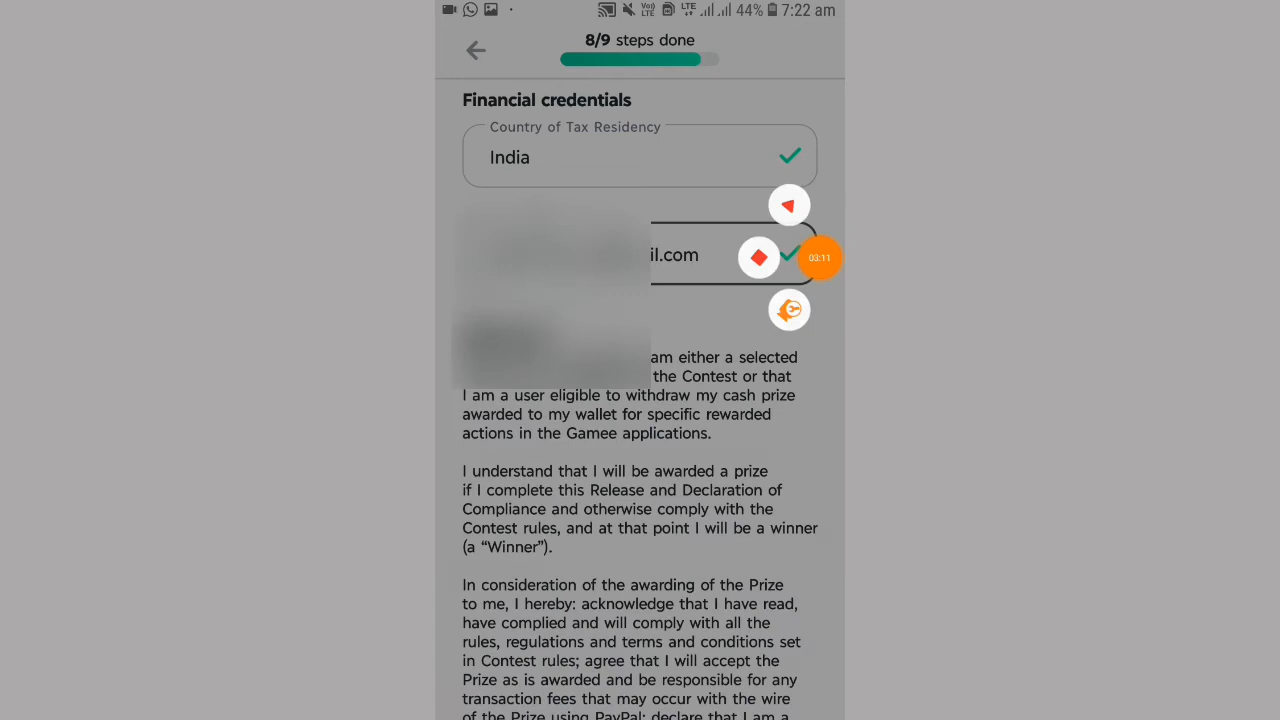 44% 7:22 am
8/9 steps done
Financial credentials
Country of Tax Residency
India
il.com
03:11
am either a selected
the Contest or that
I am a user eligible to withdraw my cash prize
awarded to my wallet for specific rewarded
actions in the Gamee applications.
I understand that I will be awarded a prize
if I complete this Release and Declaration of
Compliance and otherwise comply with the
Contest rules, and at that point I will be a winner
(a “Winner”).
In consideration of the awarding of the Prize
to me, I hereby: acknowledge that I have read,
have complied and will comply with all the
rules, regulations and terms and conditions set
in Contest rules; agree that I will accept the
Prize as is awarded and be responsible for any
transaction fees that may occur with the wire
of the Prize using PayPal; declare that I am a